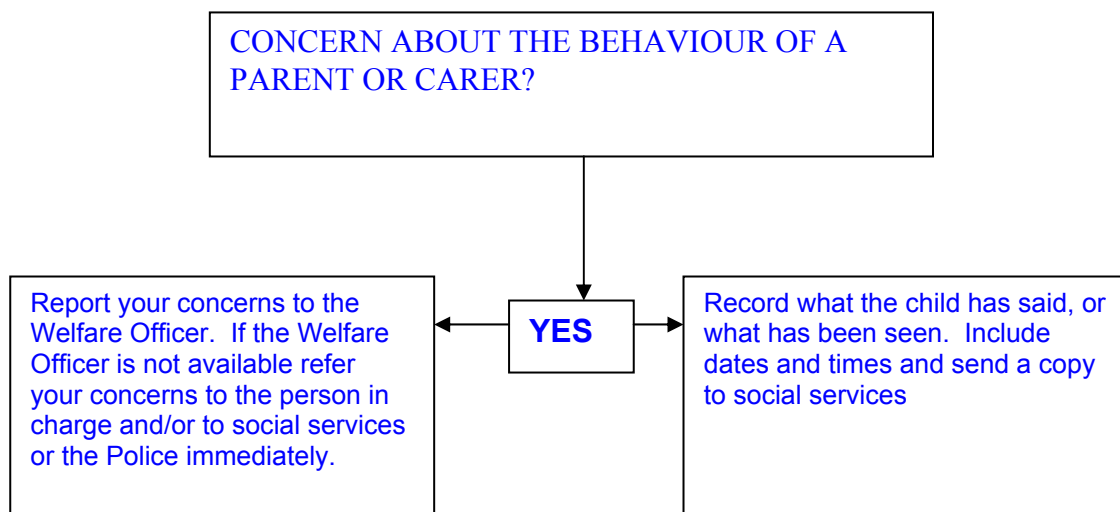 CONCERN ABOUT THE BEHAVIOUR OF A
PARENT OR CARER?
Report your concerns to the
Welfare Officer.  If the Welfare
Officer is not available refer
your concerns to the person in
charge and/or to social services
or the Police immediately.
YES
Record what the child has said, or
what has been seen.  Include
dates and times and send a copy
to social services